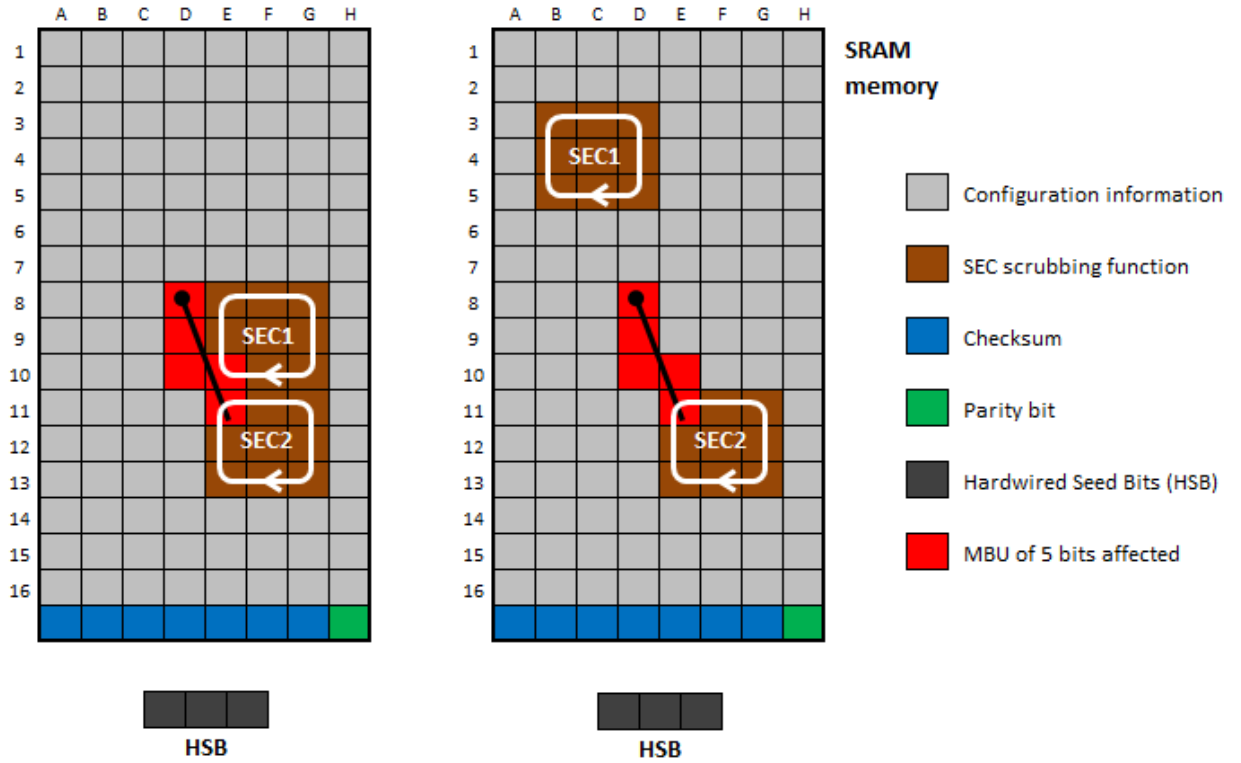 A B C D E F G H
A B C D E F G H
1
2
3
4
5
6
7
8
9
10
11
12
13
14
15
16
SEC1
SEC2
HSB
1
2
3
4
5
6
7
8
9
10
11
12
13
14
15
16
SEC1
SEC2
HSB
SRAM
memory
Configuration information
SEC scrubbing function
Checksum
Parity bit
Hardwired Seed Bits (HSB)
MBU of 5 bits affected